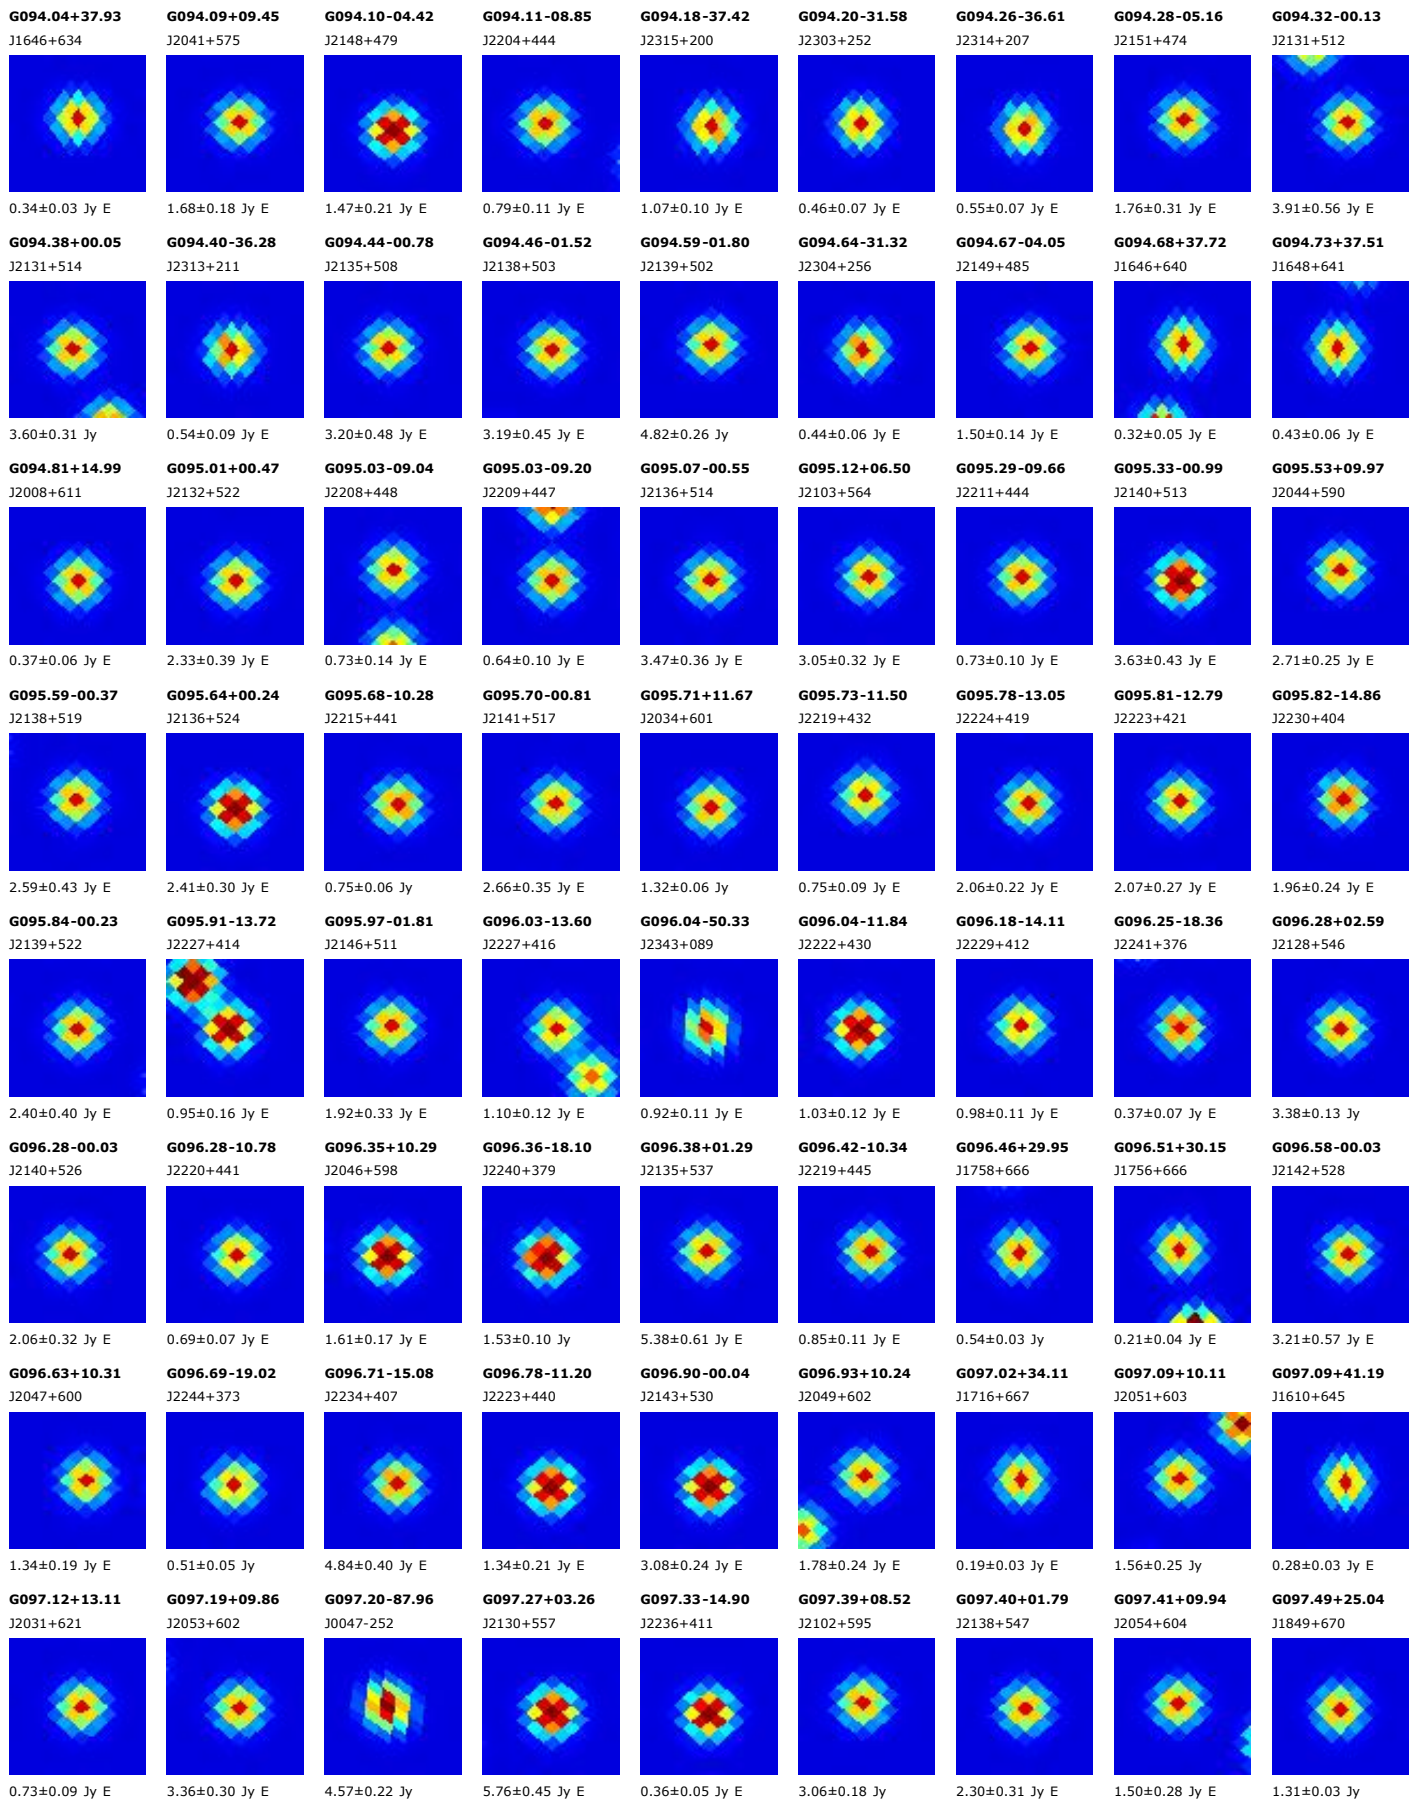 G094.04+37.93 G094.09+09.45 G094.10-04.42 G094.11-08.85 G094.18-37.42 G094.20-31.58 G094.26-36.61 G094.28-05.16 G094.32-00.13
J1646+634 J2041+575 J2148+479 J2204+444 J2315+200 J2303+252 J2314+207 J2151+474 J2131+512
0.34±0.03 Jy E 1.68±0.18 Jy E 1.47±0.21 Jy E 0.79±0.11 Jy E 1.07±0.10 Jy E 0.46±0.07 Jy E 0.55±0.07 Jy E 1.76±0.31 Jy E 3.91±0.56 Jy E
G094.38+00.05 G094.40-36.28 G094.44-00.78 G094.46-01.52 G094.59-01.80 G094.64-31.32 G094.67-04.05 G094.68+37.72 G094.73+37.51
J2131+514 J2313+211 J2135+508 J2138+503 J2139+502 J2304+256 J2149+485 J1646+640 J1648+641
3.60±0.31 Jy 0.54±0.09 Jy E 3.20±0.48 Jy E 3.19±0.45 Jy E 4.82±0.26 Jy 0.44±0.06 Jy E 1.50±0.14 Jy E 0.32±0.05 Jy E 0.43±0.06 Jy E
G094.81+14.99 G095.01+00.47 G095.03-09.04 G095.03-09.20 G095.07-00.55 G095.12+06.50 G095.29-09.66 G095.33-00.99 G095.53+09.97
J2008+611 J2132+522 J2208+448 J2209+447 J2136+514 J2103+564 J2211+444 J2140+513 J2044+590
0.37±0.06 Jy E 2.33±0.39 Jy E 0.73±0.14 Jy E 0.64±0.10 Jy E 3.47±0.36 Jy E 3.05±0.32 Jy E 0.73±0.10 Jy E 3.63±0.43 Jy E 2.71±0.25 Jy E
G095.59-00.37 G095.64+00.24 G095.68-10.28 G095.70-00.81 G095.71+11.67 G095.73-11.50 G095.78-13.05 G095.81-12.79 G095.82-14.86
J2138+519 J2136+524 J2215+441 J2141+517 J2034+601 J2219+432 J2224+419 J2223+421 J2230+404
2.59±0.43 Jy E 2.41±0.30 Jy E 0.75±0.06 Jy 2.66±0.35 Jy E 1.32±0.06 Jy 0.75±0.09 Jy E 2.06±0.22 Jy E 2.07±0.27 Jy E 1.96±0.24 Jy E
G095.84-00.23 G095.91-13.72 G095.97-01.81 G096.03-13.60 G096.04-50.33 G096.04-11.84 G096.18-14.11 G096.25-18.36 G096.28+02.59
J2139+522 J2227+414 J2146+511 J2227+416 J2343+089 J2222+430 J2229+412 J2241+376 J2128+546
2.40±0.40 Jy E 0.95±0.16 Jy E 1.92±0.33 Jy E 1.10±0.12 Jy E 0.92±0.11 Jy E 1.03±0.12 Jy E 0.98±0.11 Jy E 0.37±0.07 Jy E 3.38±0.13 Jy
G096.28-00.03 G096.28-10.78 G096.35+10.29 G096.36-18.10 G096.38+01.29 G096.42-10.34 G096.46+29.95 G096.51+30.15 G096.58-00.03
J2140+526 J2220+441 J2046+598 J2240+379 J2135+537 J2219+445 J1758+666 J1756+666 J2142+528
2.06±0.32 Jy E 0.69±0.07 Jy E 1.61±0.17 Jy E 1.53±0.10 Jy 5.38±0.61 Jy E 0.85±0.11 Jy E 0.54±0.03 Jy 0.21±0.04 Jy E 3.21±0.57 Jy E
G096.63+10.31 G096.69-19.02 G096.71-15.08 G096.78-11.20 G096.90-00.04 G096.93+10.24 G097.02+34.11 G097.09+10.11 G097.09+41.19
J2047+600 J2244+373 J2234+407 J2223+440 J2143+530 J2049+602 J1716+667 J2051+603 J1610+645
1.34±0.19 Jy E 0.51±0.05 Jy 4.84±0.40 Jy E 1.34±0.21 Jy E 3.08±0.24 Jy E 1.78±0.24 Jy E 0.19±0.03 Jy E 1.56±0.25 Jy 0.28±0.03 Jy E
G097.12+13.11 G097.19+09.86 G097.20-87.96 G097.27+03.26 G097.33-14.90 G097.39+08.52 G097.40+01.79 G097.41+09.94 G097.49+25.04
J2031+621 J2053+602 J0047-252 J2130+557 J2236+411 J2102+595 J2138+547 J2054+604 J1849+670
0.73±0.09 Jy E 3.36±0.30 Jy E 4.57±0.22 Jy 5.76±0.45 Jy E 0.36±0.05 Jy E 3.06±0.18 Jy 2.30±0.31 Jy E 1.50±0.28 Jy E 1.31±0.03 Jy